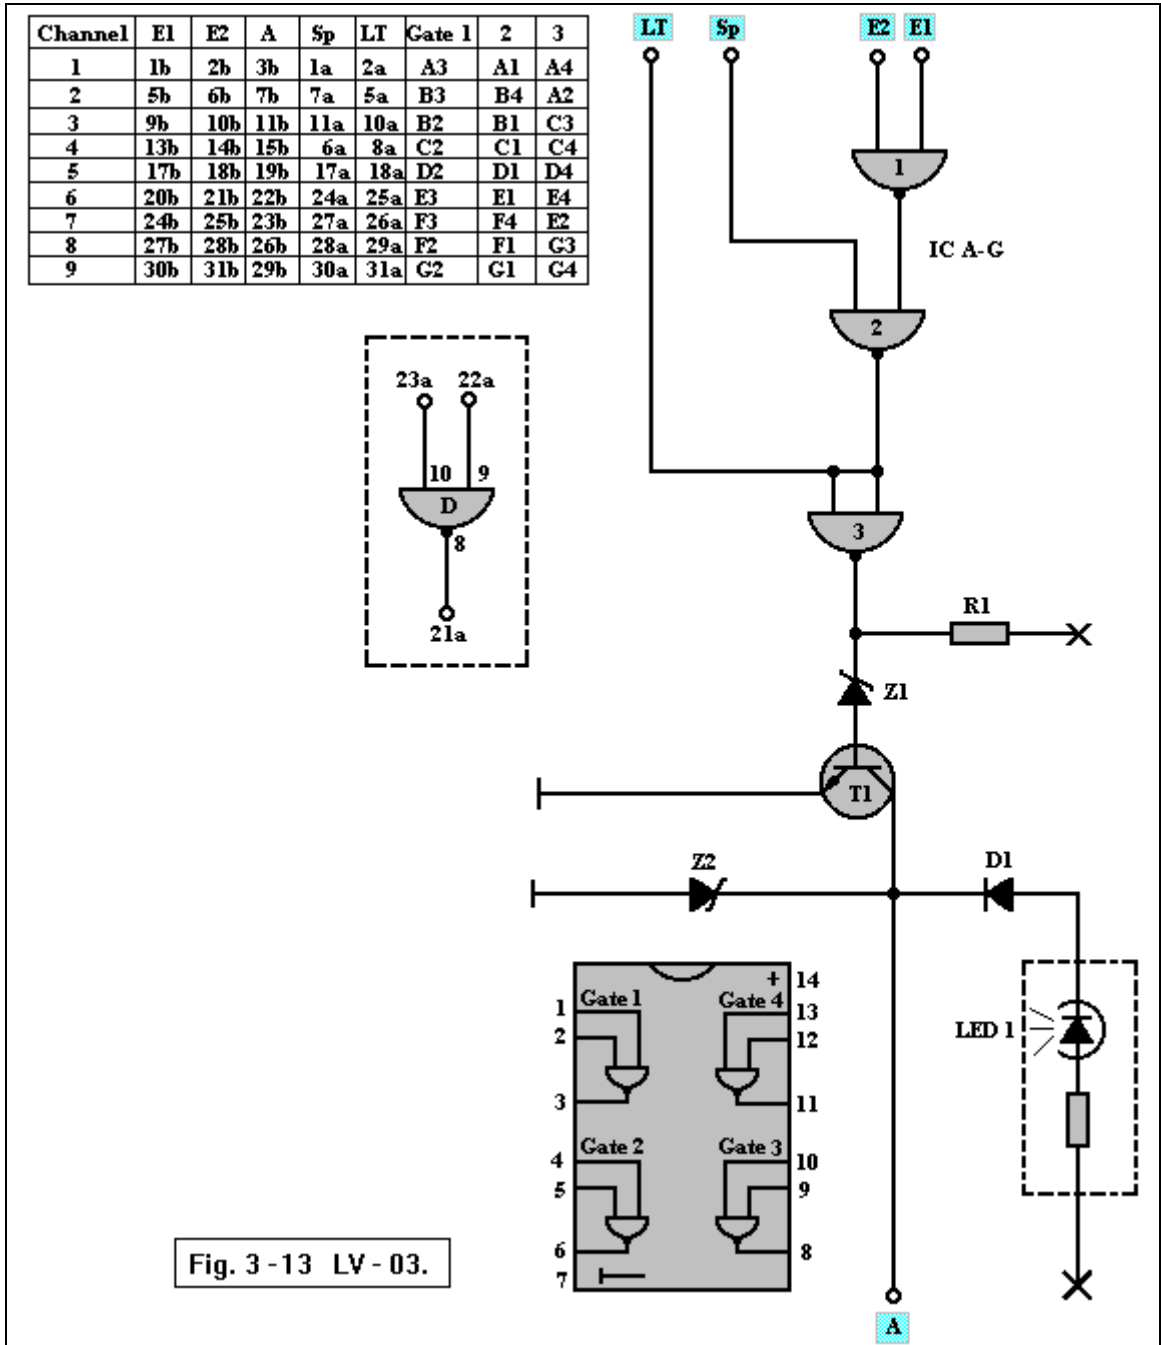 Channel E1 E2 A Sp LT Gate 1 2 3
1 1b 2b 3b 1a 2a A3 A1 A4
2 5b 6b 7b 7a 5a B3 B4 A2
3 9b 10b 11b 11a 10a B2 B1 C3
4 13b 14b 15b 6a 8a C2 C1 C4
5 17b 18b 19b 17a 18a D2 D1 D4
6 20b 21b 22b 24a 25a E3 E1 E4
7 24b 25b 23b 27a 26a F3 F4 E2
8 27b 28b 26b 28a 29a F2 F1 G3
9 30b 31b 29b 30a 31a G2 G1 G4
LT Sp E2 E1
1
IC A-G
2
23a 22a
10 9
D
8
21a
3
R1
Z1
T1
Z2 D1
+ 14
1 Gate 1 Gate 4 13
2 12
LED 1
3 11
4 Gate 2 Gate 3 10
5 9
6 8
7
Fig. 3-13 LV-03.
A